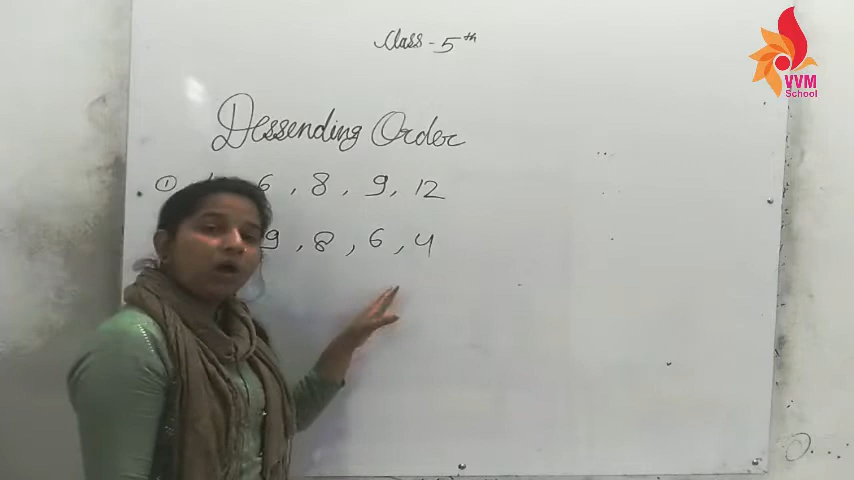 Class - 5th
VVM
School
Dessending Order
① 6, 8, 9, 12
9, 8, 6, 4